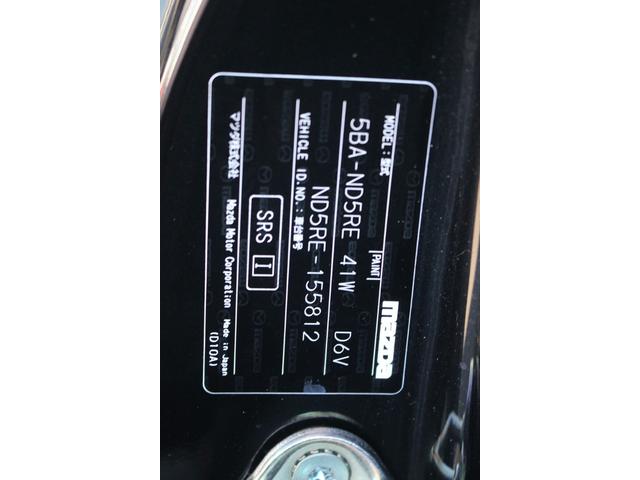 mazda
MODEL:型式 PAINT
5BA-ND5RE 41W D6V
VEHICLE ID.NO.:車台番号
ND5RE-155812
SRS I
マツダ株式会社 Mazda Motor Corporation Made in Japan
(D10A)